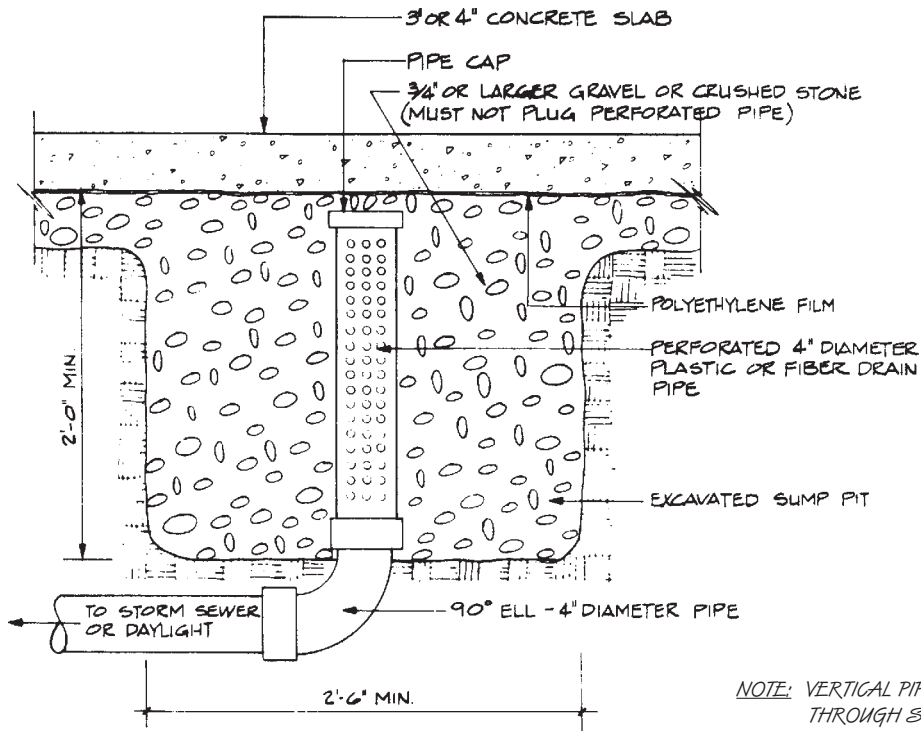 3" OR 4" CONCRETE SLAB
PIPE CAP
3/4" OR LARGER GRAVEL OR CRUSHED STONE
(MUST NOT PLUG PERFORATED PIPE)
POLYETHYLENE FILM
PERFORATED 4" DIAMETER
PLASTIC OR FIBER DRAIN
PIPE
2'-0" MIN
EXCAVATED SUMP PIT
TO STORM SEWER
OR DAYLIGHT
90° ELL - 4" DIAMETER PIPE
2'-6" MIN.
NOTE: VERTICAL
THROUGH